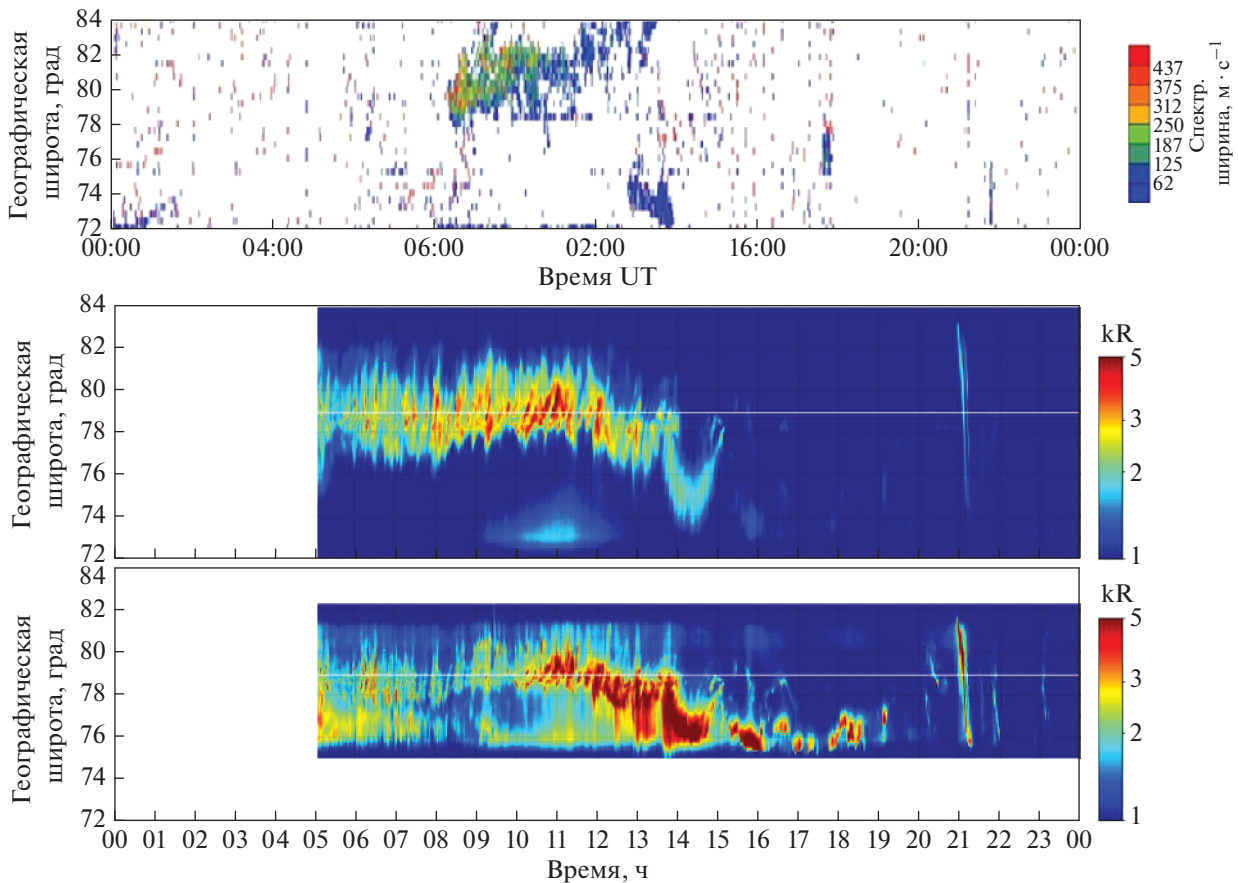 84
82
80
78
76
74
72
Географическая
широта, град
00:00 04:00 06:00 02:00 16:00 20:00 00:00
Время UT
437
375
312
250
187
125
62
Спектр.
ширина, м · с⁻¹
84
82
80
78
76
74
72
Географическая
широта, град
kR
5
3
2
1
84
82
80
78
76
74
72
Географическая
широта, град
kR
5
3
2
1
00 01 02 03 04 05 06 07 08 09 10 11 12 13 14 15 16 17 18 19 20 21 22 23 00
Время, ч